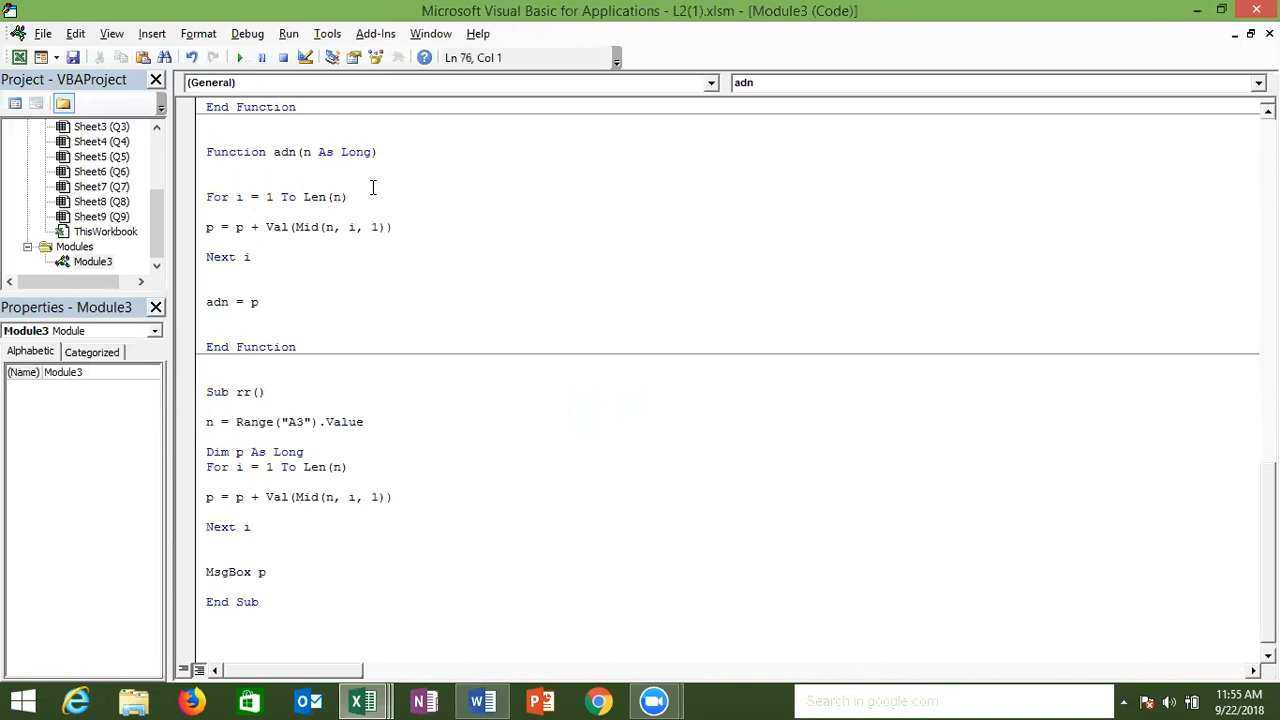 Microsoft Visual Basic for Applications - L2(1).xlsm - [Module3 (Code)]
File Edit View Insert Format Debug Run Tools Add-Ins Window Help
Ln 76, Col 1
Project - VBAProject
(General)
adn
Sheet3 (Q3)
Sheet4 (Q4)
Sheet5 (Q5)
Sheet6 (Q6)
Sheet7 (Q7)
Sheet8 (Q8)
Sheet9 (Q9)
ThisWorkbook
Modules
Module3
Properties - Module3
Module3 Module
Alphabetic Categorized
(Name) Module3
End Function
Function adn(n As Long)
For i = 1 To Len(n)
p = p + Val(Mid(n, i, 1))
Next i
adn = p
End Function
Sub rr()
n = Range("A3").Value
Dim p As Long
For i = 1 To Len(n)
p = p + Val(Mid(n, i, 1))
Next i
MsgBox p
End Sub
Search in google.com
11:55 AM
9/22/2018